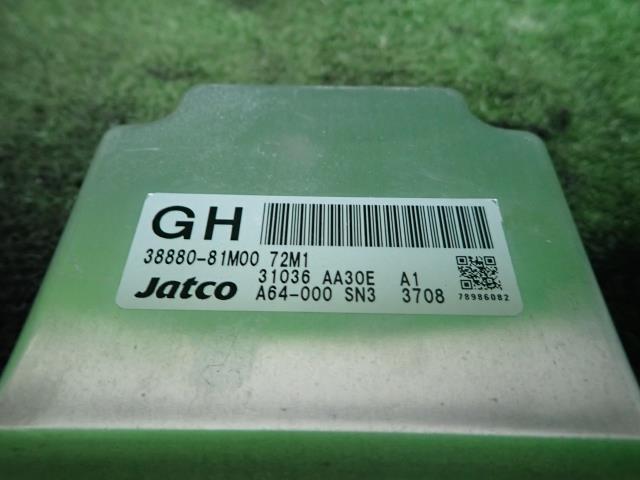 GH
38880-81M00 72M1
31036 AA30E A1
Jatco A64-000 SN3 3708
78986082